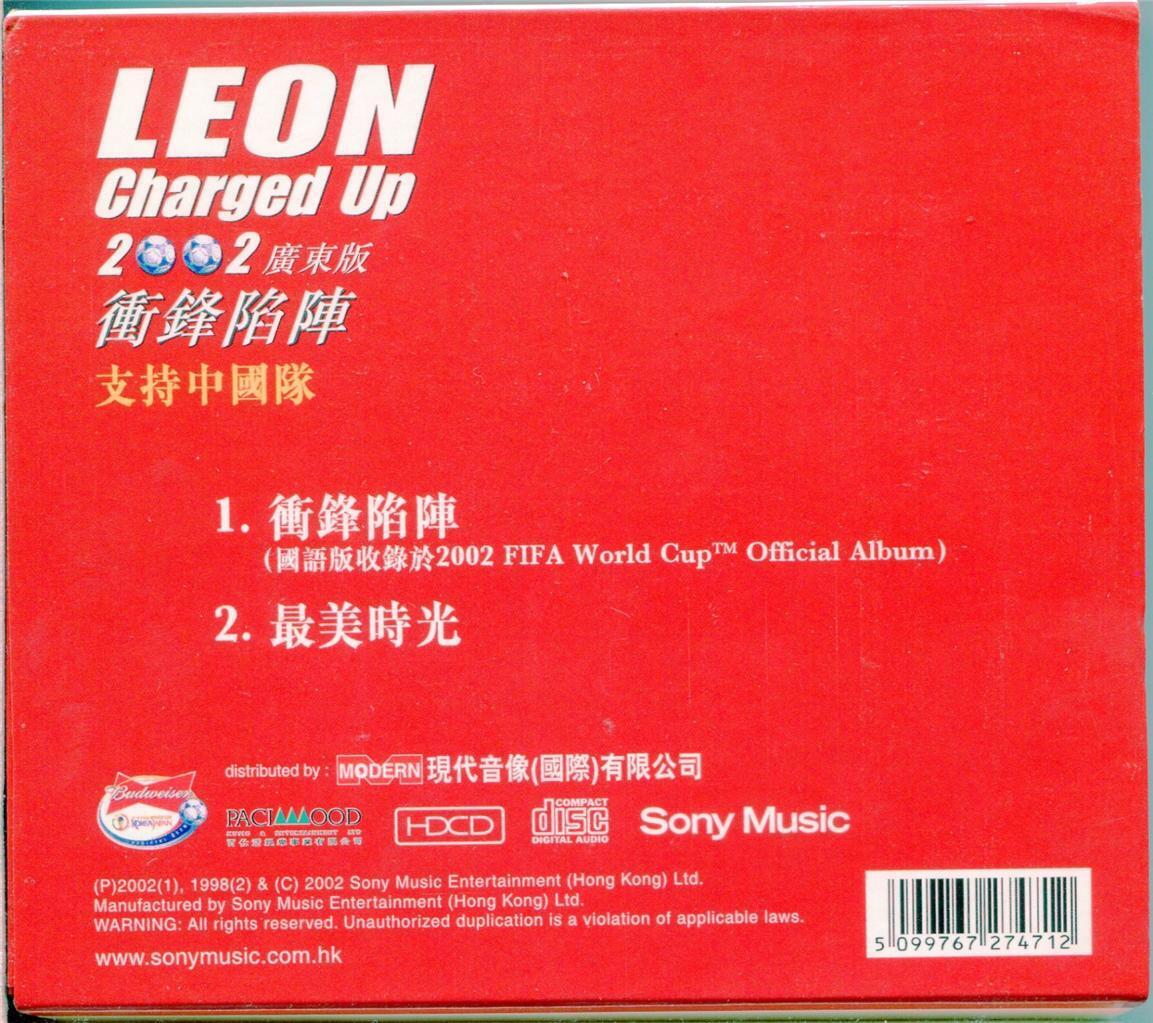 LEON
Charged Up
2002 廣東版
衝鋒陷陣
支持中國隊
1. 衝鋒陷陣
(國語版收錄於2002 FIFA World Cup™ Official Album)
2. 最美時光
distributed by : MODERN 現代音像(國際)有限公司
Budweiser
KOREAJAPAN
PACIMMOOD
MUSIC & ENTERTAINMENT LTD
HDCD
COMPACT
disc
DIGITAL AUDIO
Sony Music
(P)2002(1), 1998(2) & (C) 2002 Sony Music Entertainment (Hong Kong) Ltd.
Manufactured by Sony Music Entertainment (Hong Kong) Ltd.
WARNING: All rights reserved. Unauthorized duplication is a violation of applicable laws.
www.sonymusic.com.hk
5 099767 274712